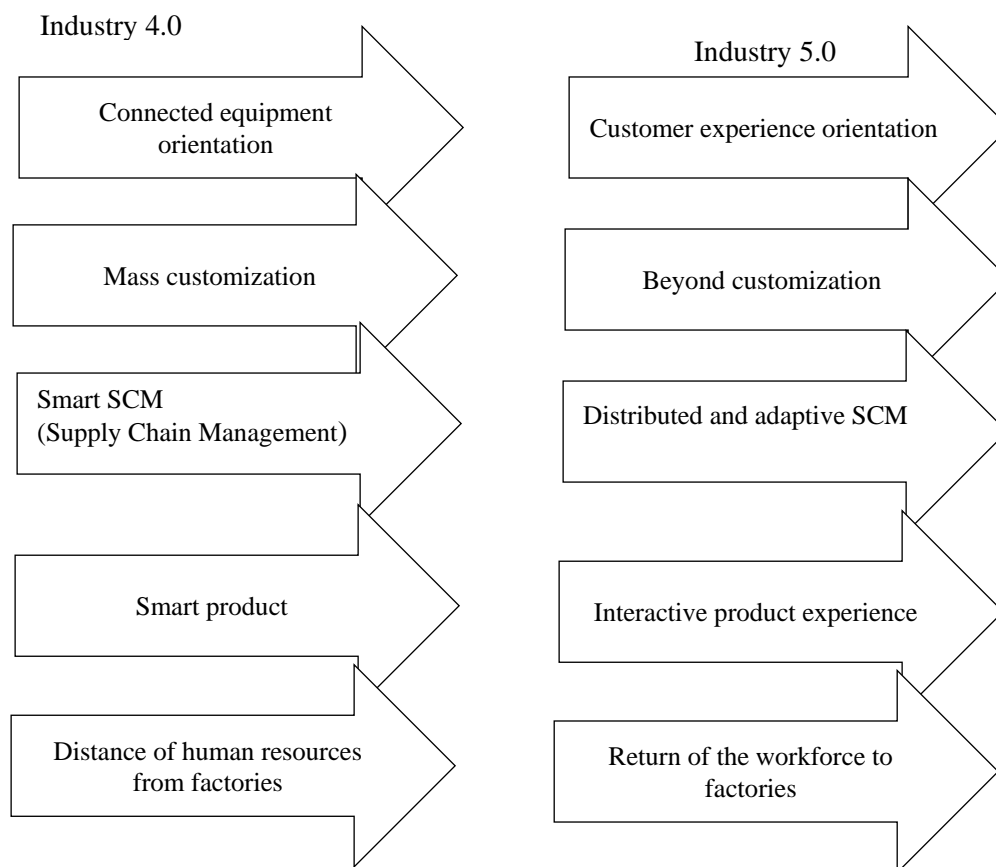 Industry 4.0
Connected equipment
orientation
Mass customization
Smart SCM
(Supply Chain Management)
Smart product
Distance of human resources
from factories
Industry 5.0
Customer experience orientation
Beyond customization
Distributed and adaptive SCM
Interactive product experience
Return of the workforce to
factories